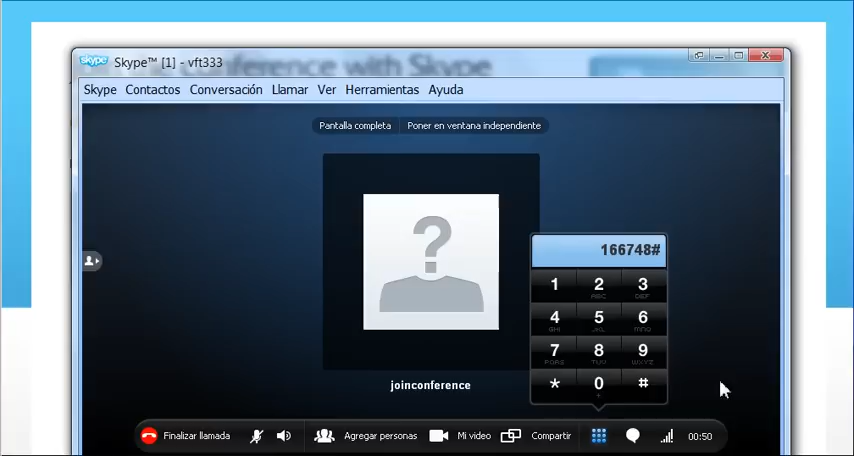 conference with Skype
skype Skype™ [1] - vft333
Skype Contactos Conversación Llamar Ver Herramientas Ayuda
Pantalla completa Poner en ventana independiente
?
166748#
1 2 3
ABC DEF
4 5 6
GHI JKL MNO
7 8 9
PQRS TUV WXYZ
* 0 #
+
joinconference
Finalizar llamada Agregar personas Mi video Compartir 00:50